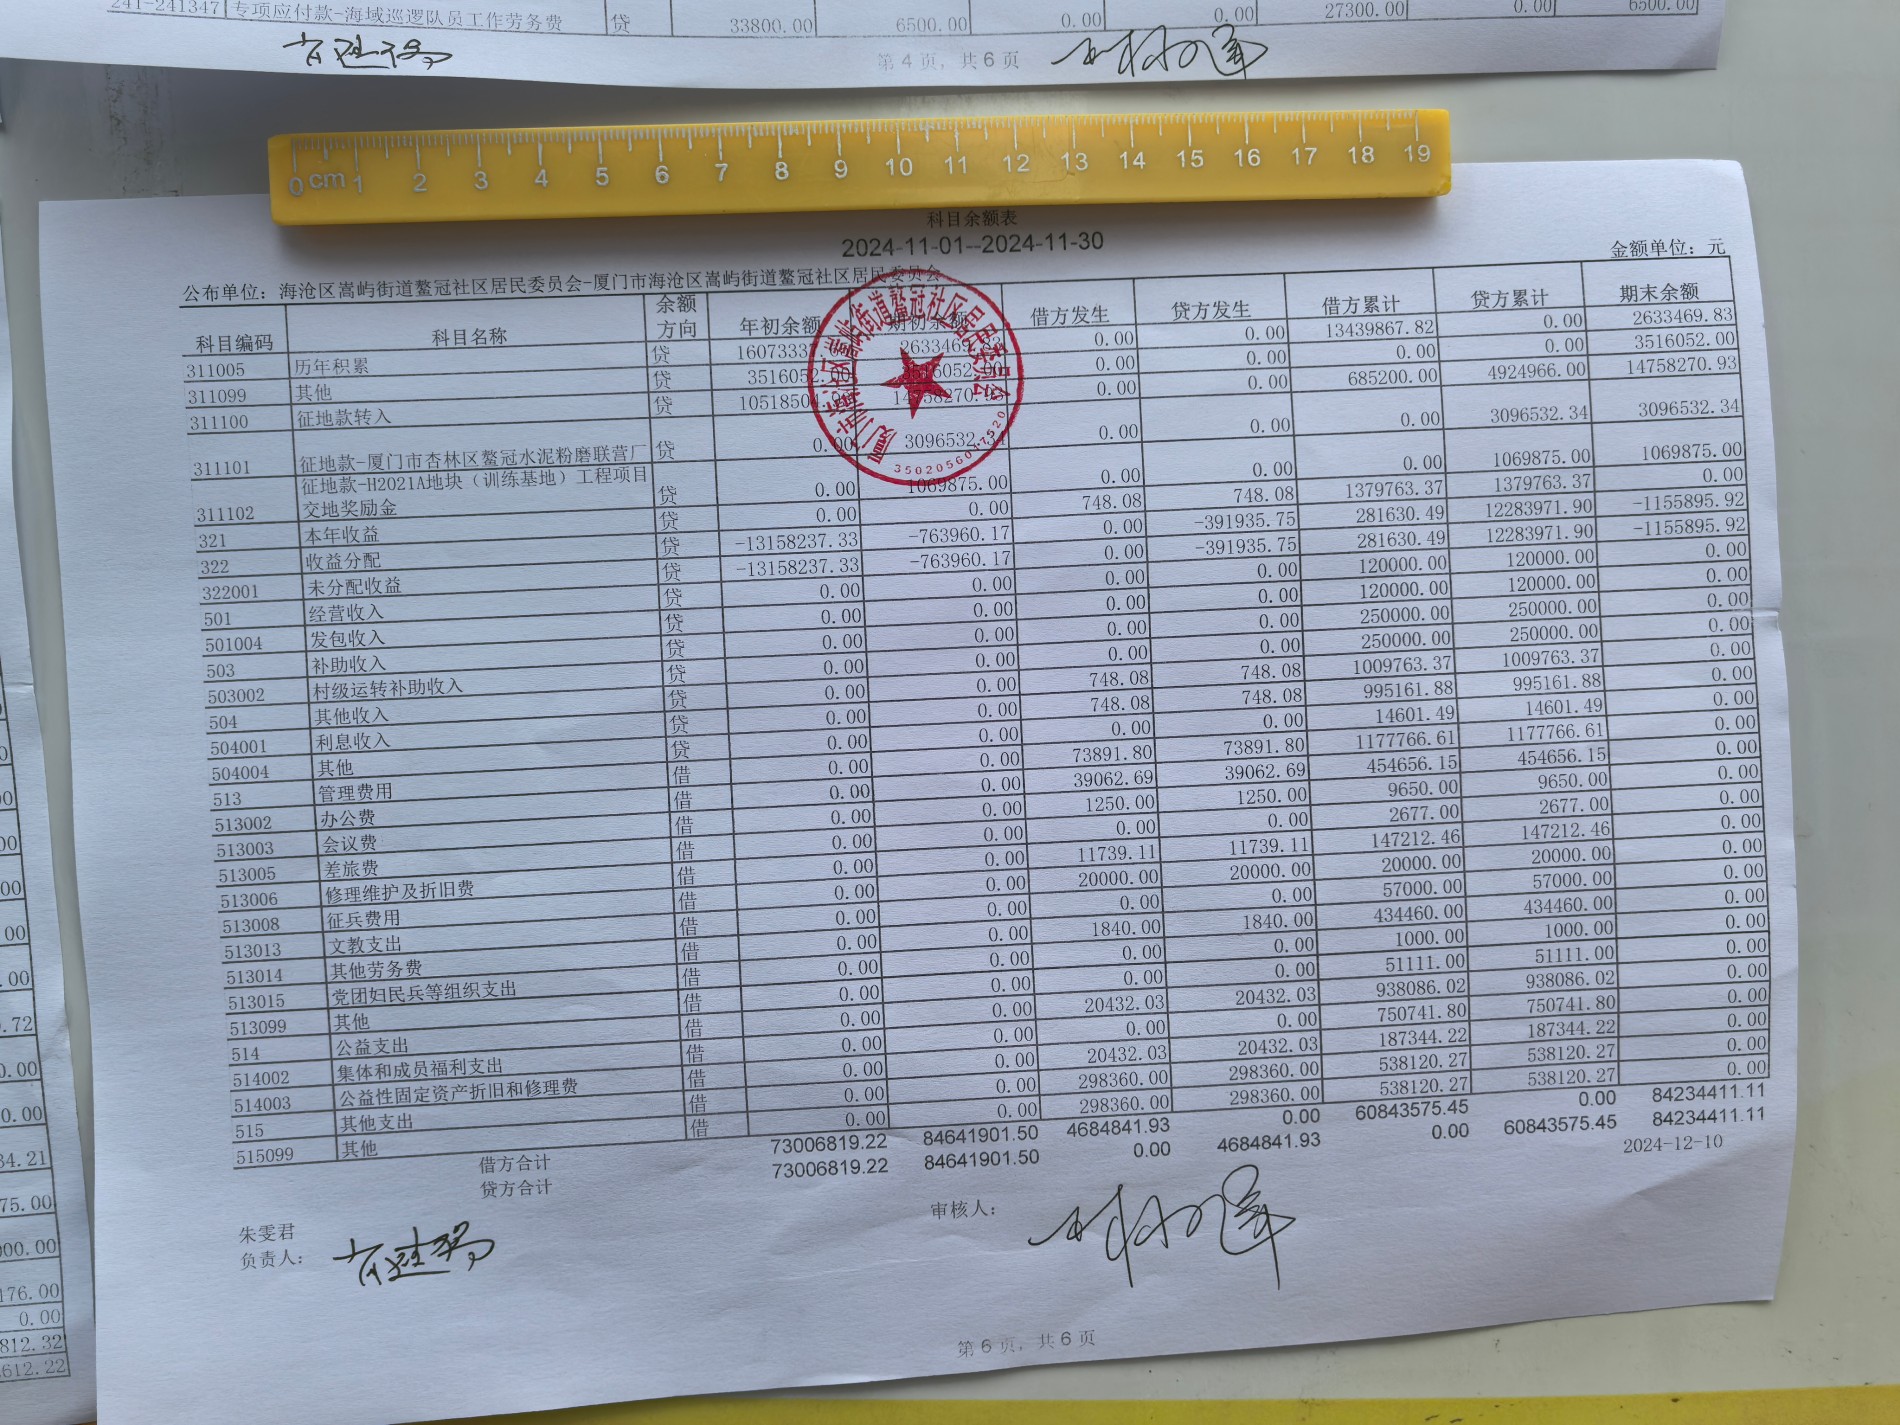 241-241347 专项应付款-海域巡逻队员工作劳务费 贷 33800.00 6500.00 0.00 0.00 27300.00 0.00 6500.00
第 4 页，共 6 页
0 cm 1 2 3 4 5 6 7 8 9 10 11 12 13 14 15 16 17 18 19
科目余额表
2024-11-01--2024-11-30
公布单位：海沧区嵩屿街道鳌冠社区居民委员会-厦门市海沧区嵩屿街道鳌冠社区居民委员会 金额单位：元
科目编码 科目名称 余额方向 年初余额 期初余额 借方发生 贷方发生 借方累计 贷方累计 期末余额
311005 历年积累 贷 0.00 0.00 13439867.82 0.00 2633469.83
311099 其他 贷 3516052.00 0.00 0.00 0.00 0.00 3516052.00
311100 征地款转入 贷 0.00 0.00 685200.00 4924966.00 14758270.93
311101 征地款-厦门市杏林区鳌冠水泥粉磨联营厂 贷 0.00 3096532.34 0.00 0.00 0.00 3096532.34 3096532.34
311102 征地款-H2021A地块（训练基地）工程项目交地奖励金 贷 0.00 1069875.00 0.00 0.00 0.00 1069875.00 1069875.00
321 本年收益 贷 0.00 0.00 748.08 748.08 1379763.37 1379763.37 0.00
322 收益分配 贷 -13158237.33 -763960.17 0.00 -391935.75 281630.49 12283971.90 -1155895.92
322001 未分配收益 贷 -13158237.33 -763960.17 0.00 -391935.75 281630.49 12283971.90 -1155895.92
501 经营收入 贷 0.00 0.00 0.00 0.00 120000.00 120000.00 0.00
501004 发包收入 贷 0.00 0.00 0.00 0.00 120000.00 120000.00 0.00
503 补助收入 贷 0.00 0.00 0.00 0.00 250000.00 250000.00 0.00
503002 村级运转补助收入 贷 0.00 0.00 0.00 0.00 250000.00 250000.00 0.00
504 其他收入 贷 0.00 0.00 748.08 748.08 1009763.37 1009763.37 0.00
504001 利息收入 贷 0.00 0.00 748.08 748.08 995161.88 995161.88 0.00
504004 其他 贷 0.00 0.00 0.00 0.00 14601.49 14601.49 0.00
513 管理费用 借 0.00 0.00 73891.80 73891.80 1177766.61 1177766.61 0.00
513002 办公费 借 0.00 0.00 39062.69 39062.69 454656.15 454656.15 0.00
513003 会议费 借 0.00 0.00 1250.00 1250.00 9650.00 9650.00 0.00
513005 差旅费 借 0.00 0.00 0.00 0.00 2677.00 2677.00 0.00
513006 修理维护及折旧费 借 0.00 0.00 11739.11 11739.11 147212.46 147212.46 0.00
513008 征兵费用 借 0.00 0.00 20000.00 20000.00 20000.00 20000.00 0.00
513013 文教支出 借 0.00 0.00 0.00 0.00 57000.00 57000.00 0.00
513014 其他劳务费 借 0.00 0.00 1840.00 1840.00 434460.00 434460.00 0.00
513015 党团妇民兵等组织支出 借 0.00 0.00 0.00 0.00 1000.00 1000.00 0.00
513099 其他 借 0.00 0.00 0.00 0.00 51111.00 51111.00 0.00
514 公益支出 借 0.00 0.00 20432.03 20432.03 938086.02 938086.02 0.00
514002 集体和成员福利支出 借 0.00 0.00 0.00 0.00 750741.80 750741.80 0.00
514003 公益性固定资产折旧和修理费 借 0.00 0.00 20432.03 20432.03 187344.22 187344.22 0.00
515 其他支出 借 0.00 0.00 298360.00 298360.00 538120.27 538120.27 0.00
515099 其他 借 0.00 0.00 298360.00 298360.00 538120.27 538120.27 0.00
借方合计 73006819.22 84641901.50 4684841.93 0.00 60843575.45 0.00 84234411.11
贷方合计 73006819.22 84641901.50 0.00 4684841.93 0.00 60843575.45 84234411.11
2024-12-10
朱雯君
负责人： 审核人：
第 6 页，共 6 页